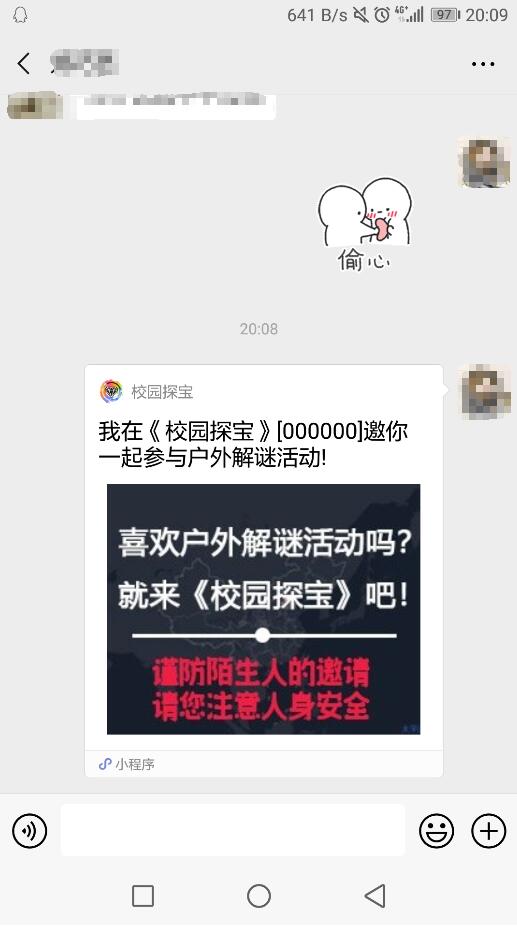 641 B/s 4G+ 97 20:09
偷心
20:08
校园探宝
我在《校园探宝》[000000]邀你
一起参与户外解谜活动!
喜欢户外解谜活动吗?
就来《校园探宝》吧!
谨防陌生人的邀请
请您注意人身安全
小程序